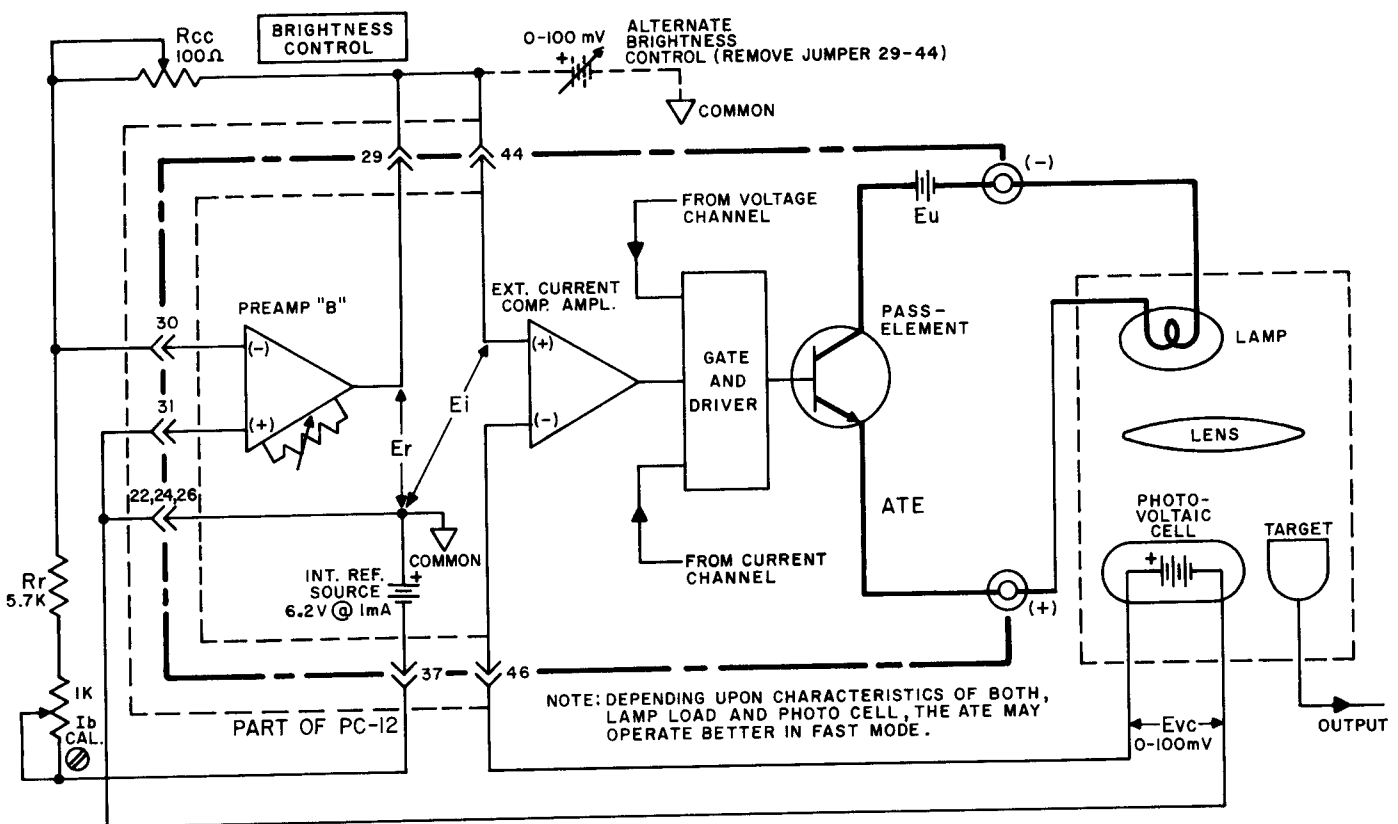 Rcc
100Ω
BRIGHTNESS
CONTROL
0-100 mV
+
ALTERNATE
BRIGHTNESS
CONTROL (REMOVE JUMPER 29-44)
COMMON
29
44
(-)
FROM VOLTAGE
CHANNEL
Eu
PREAMP "B"
EXT. CURRENT
COMP. AMPL.
PASS-
ELEMENT
LAMP
30
(-)
(+)
GATE
AND
DRIVER
31
(+)
Ei
(-)
Er
LENS
22,24,26
ATE
PHOTO-
VOLTAIC
CELL
TARGET
COMMON
FROM CURRENT
CHANNEL
+
Rr
5.7K
INT. REF.
SOURCE
6.2V @ 1mA
+
(+)
37
46
1K
Ib
CAL.
PART OF PC-12
NOTE: DEPENDING UPON CHARACTERISTICS OF BOTH,
LAMP LOAD AND PHOTO CELL, THE ATE MAY
OPERATE BETTER IN FAST MODE.
Evc
0-100mV
OUTPUT